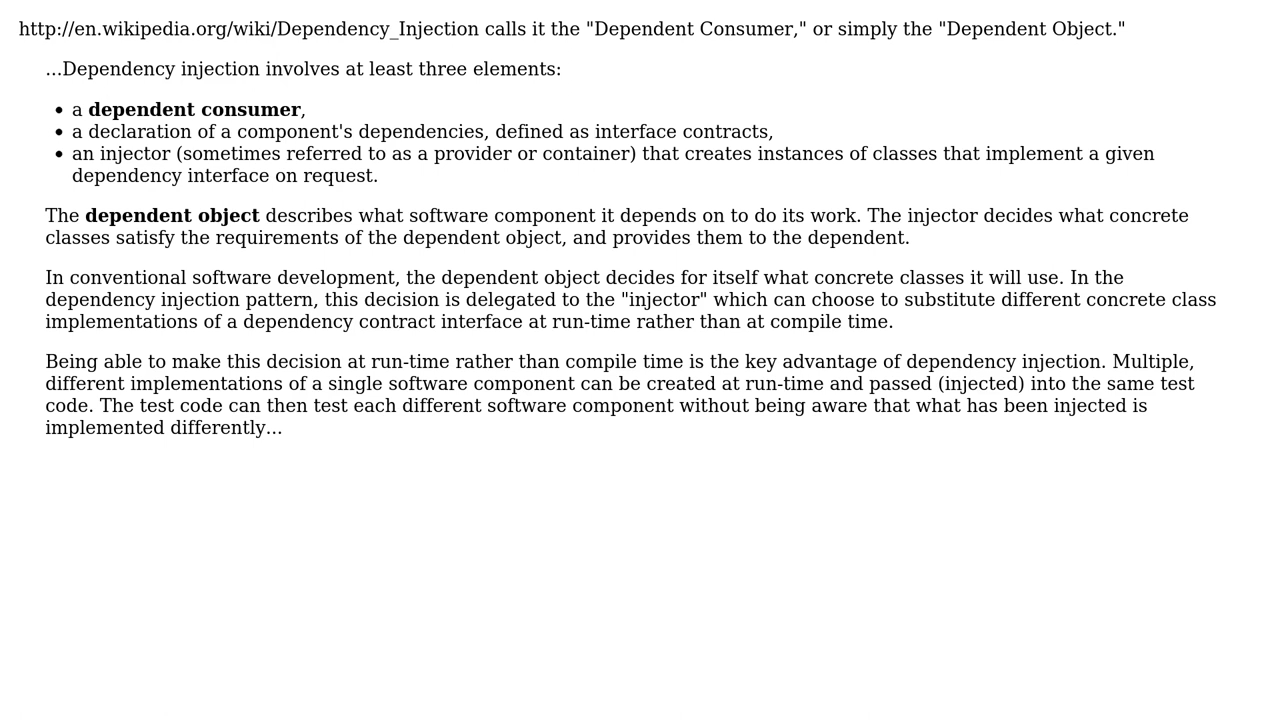 http://en.wikipedia.org/wiki/Dependency_Injection calls it the "Dependent Consumer," or simply the "Dependent Object."
...Dependency injection involves at least three elements:
• a dependent consumer,
• a declaration of a component's dependencies, defined as interface contracts,
• an injector (sometimes referred to as a provider or container) that creates instances of classes that implement a given
dependency interface on request.
The dependent object describes what software component it depends on to do its work. The injector decides what concrete
classes satisfy the requirements of the dependent object, and provides them to the dependent.
In conventional software development, the dependent object decides for itself what concrete classes it will use. In the
dependency injection pattern, this decision is delegated to the "injector" which can choose to substitute different concrete class
implementations of a dependency contract interface at run-time rather than at compile time.
Being able to make this decision at run-time rather than compile time is the key advantage of dependency injection. Multiple,
different implementations of a single software component can be created at run-time and passed (injected) into the same test
code. The test code can then test each different software component without being aware that what has been injected is
implemented differently...